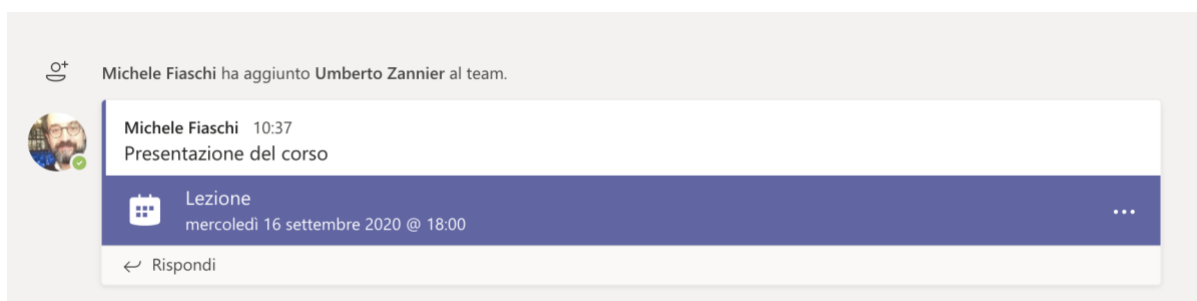 Michele Fiaschi ha aggiunto Umberto Zannier al team.
Michele Fiaschi 10:37
Presentazione del corso
Lezione
mercoledì 16 settembre 2020 @ 18:00
Rispondi